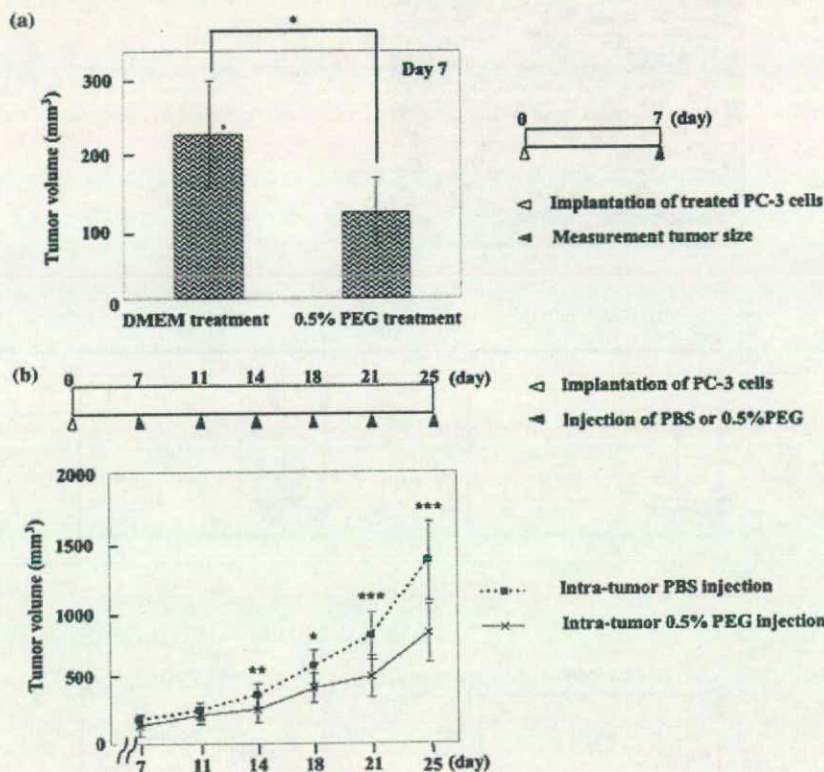 (a)
*
Day 7
Tumor volume (mm³)
300
200
100
0
DMEM treatment 0.5% PEG treatment
0 7 (day)
△ Implantation of treated PC-3 cells
▲ Measurement tumor size
(b)
0 7 11 14 18 21 25 (day)
△ Implantation of PC-3 cells
▲ Injection of PBS or 0.5%PEG
Tumor volume (mm³)
2000
1500
1000
500
0
** * *** ***
7 11 14 18 21 25 (day)
Intra-tumor PBS injection
Intra-tumor 0.5% PEG injection